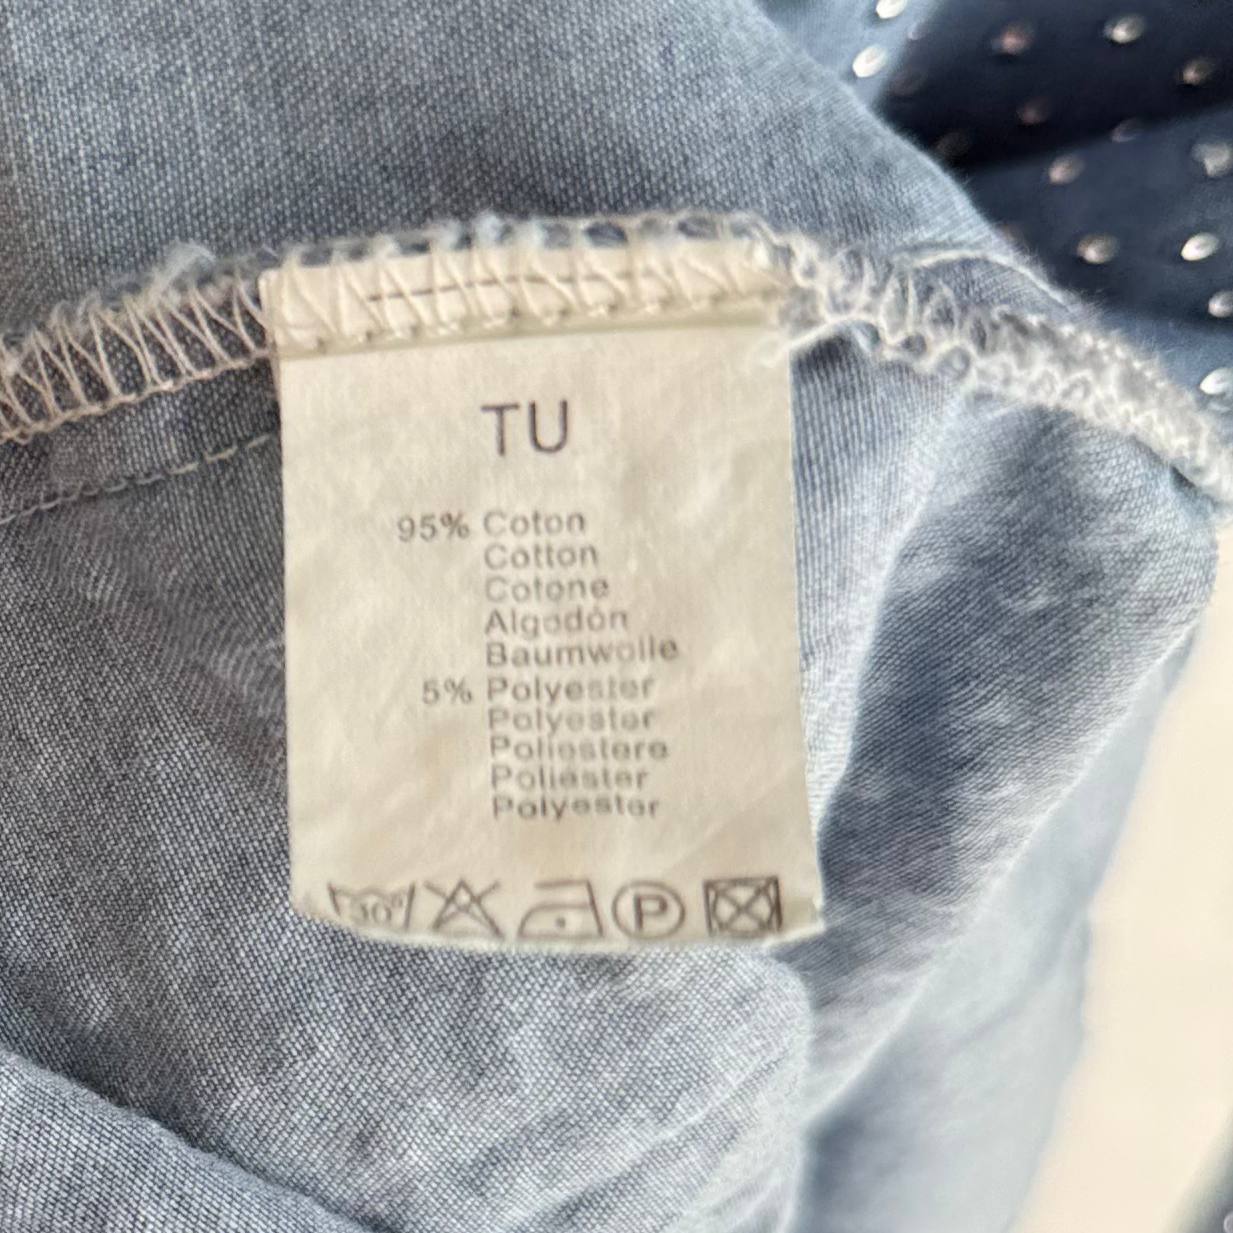 TU
95% Coton
Cotton
Cotone
Algodón
Baumwolle
5% Polyester
Polyester
Poliestere
Poliéster
Polyester
30° P